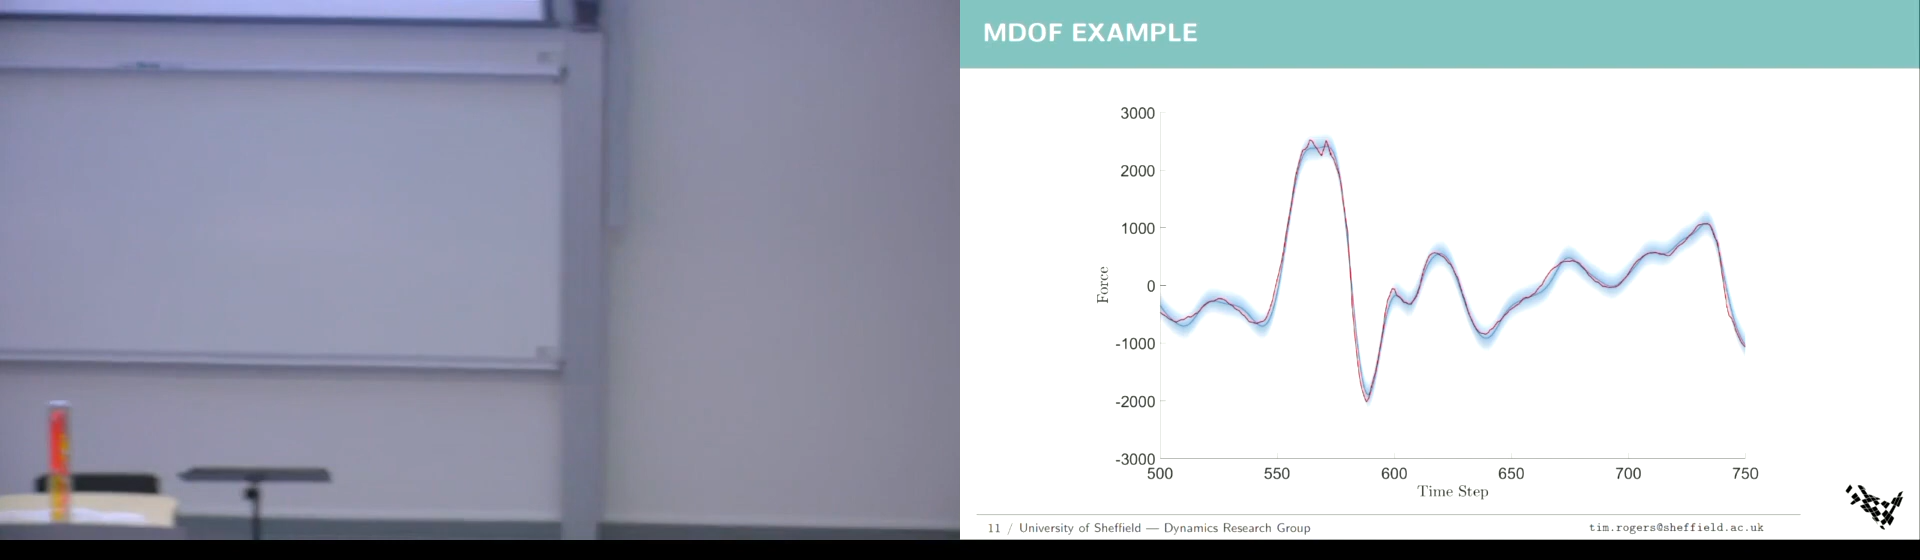 MDOF EXAMPLE
3000
2000
1000
0
-1000
-2000
-3000
Force
500 550 600 650 700 750
Time Step
11 / University of Sheffield — Dynamics Research Group
tim.rogers@sheffield.ac.uk